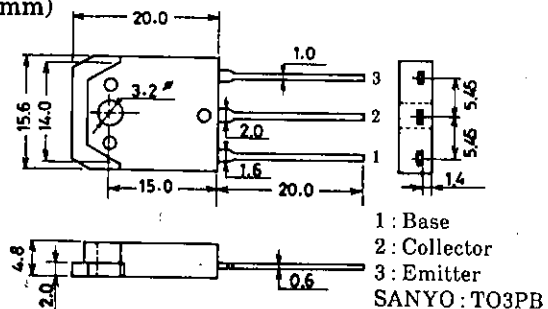 mm)
20.0
1.0
3
3.2ø
15.6
14.0
2
2.0
1
1.6
15.0
20.0
5.45
5.45
1.4
1 : Base
2 : Collector
3 : Emitter
SANYO : TO3PB
4.8
2.0
0.6